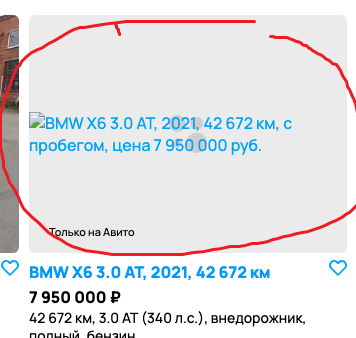 BMW X6 3.0 AT, 2021, 42 672 км, с
пробегом, цена 7 950 000 руб.
Только на Авито
BMW X6 3.0 AT, 2021, 42 672 км
7 950 000 ₽
42 672 км, 3.0 AT (340 л.с.), внедорожник,
полный, бензин